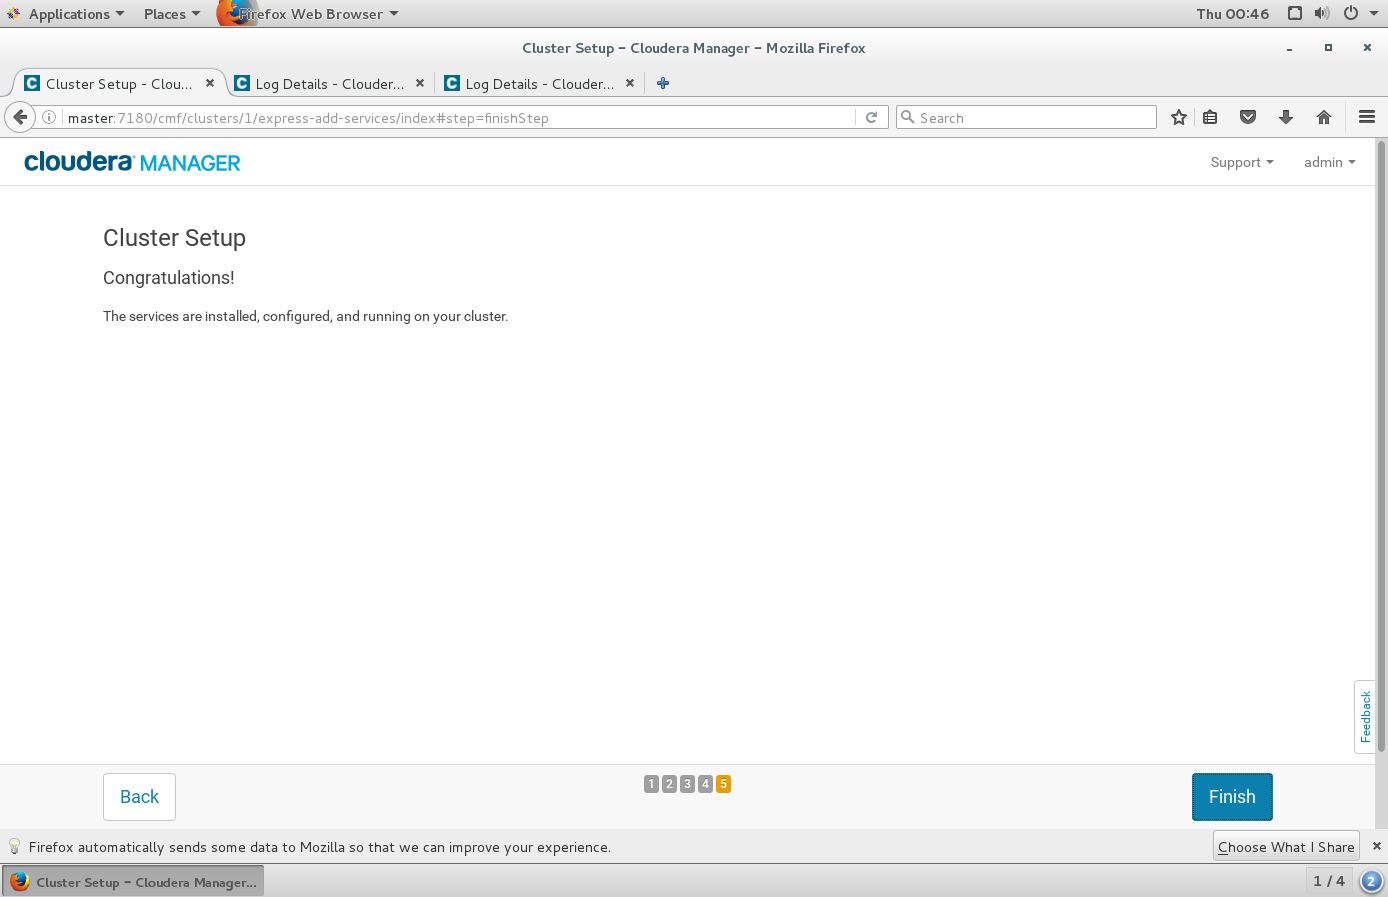 Applications Places Firefox Web Browser Thu 00:46
Cluster Setup – Cloudera Manager – Mozilla Firefox
Cluster Setup - Clou... Log Details - Clouder... Log Details - Clouder...
master:7180/cmf/clusters/1/express-add-services/index#step=finishStep Search
cloudera MANAGER Support admin
Cluster Setup
Congratulations!
The services are installed, configured, and running on your cluster.
Feedback
Back 1 2 3 4 5 Finish
Firefox automatically sends some data to Mozilla so that we can improve your experience. Choose What I Share
Cluster Setup – Cloudera Manager... 1 / 4 2